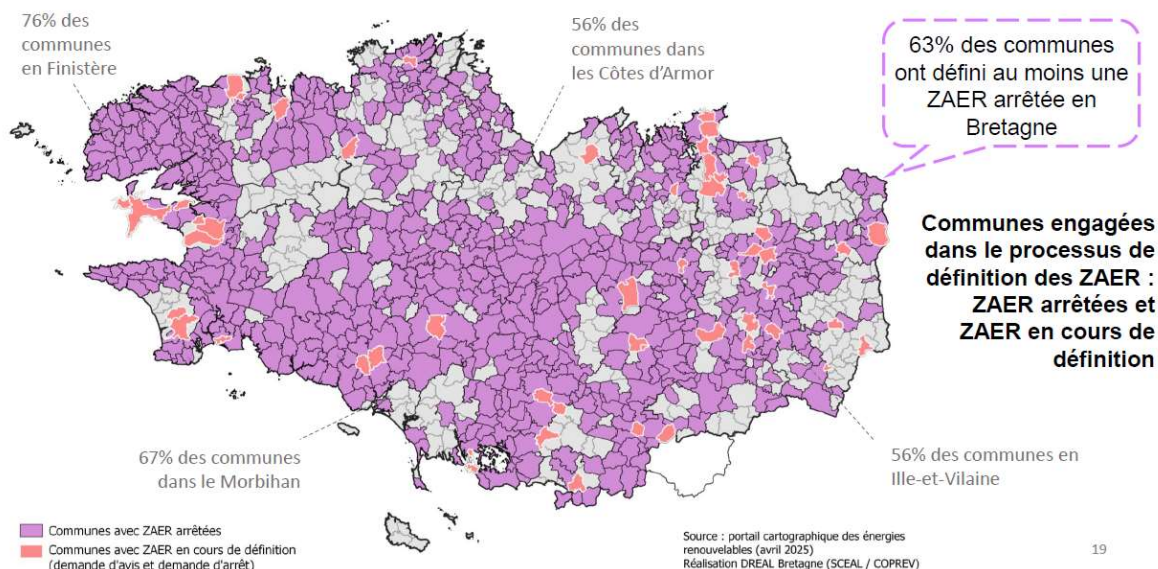 76% des
communes
en Finistère
56% des
communes dans
les Côtes d'Armor
63% des communes
ont défini au moins une
ZAER arrêtée en
Bretagne
Communes engagées
dans le processus de
définition des ZAER :
ZAER arrêtées et
ZAER en cours de
définition
67% des communes
dans le Morbihan
56% des communes en
Ille-et-Vilaine
Communes avec ZAER arrêtées
Communes avec ZAER en cours de définition
(demande d'avis et demande d'arrêt)
Source : portail cartographique des énergies
renouvelables (avril 2025)
Réalisation DREAL Bretagne (SCEAL / COPREV)
19